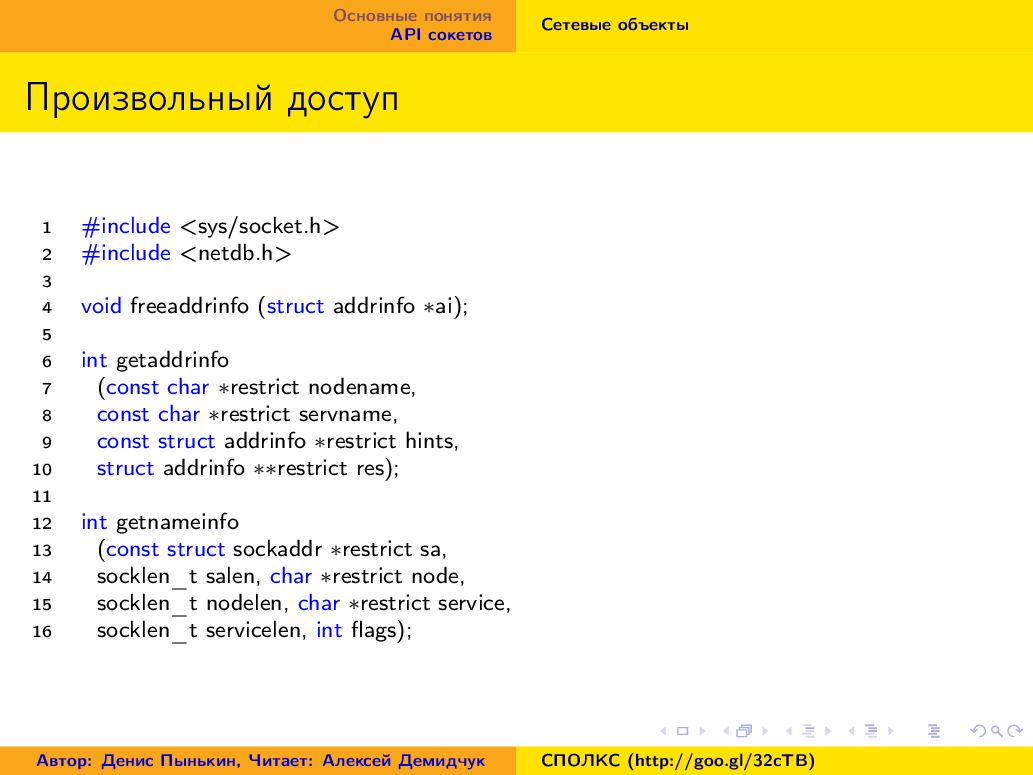 Основные понятия
API сокетов
Сетевые объекты
Произвольный доступ
1 #include <sys/socket.h>
2 #include <netdb.h>
3
4 void freeaddrinfo (struct addrinfo *ai);
5
6 int getaddrinfo
7 (const char *restrict nodename,
8 const char *restrict servname,
9 const struct addrinfo *restrict hints,
10 struct addrinfo **restrict res);
11
12 int getnameinfo
13 (const struct sockaddr *restrict sa,
14 socklen_t salen, char *restrict node,
15 socklen_t nodelen, char *restrict service,
16 socklen_t servicelen, int flags);
Автор: Денис Пынькин, Читает: Алексей Демидчук
СПОЛКС (http://goo.gl/32cTB)